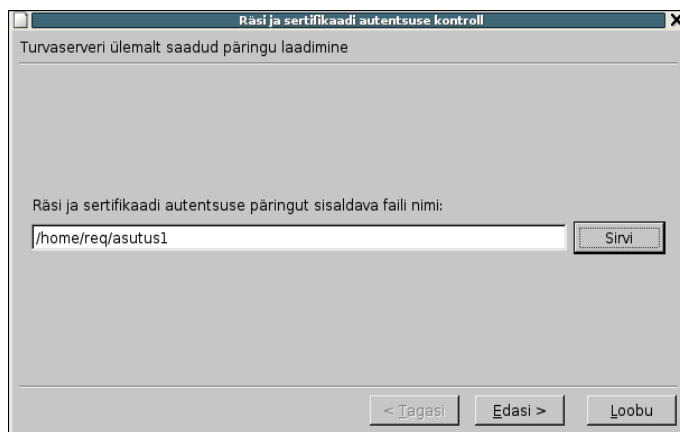 Räsi ja sertifikaadi autentsuse kontroll
Turvaserveri ülemalt saadud päringu laadimine
Räsi ja sertifikaadi autentsuse päringut sisaldava faili nimi:
/home/req/asutus1
Sirvi
< Tagasi
Edasi >
Loobu